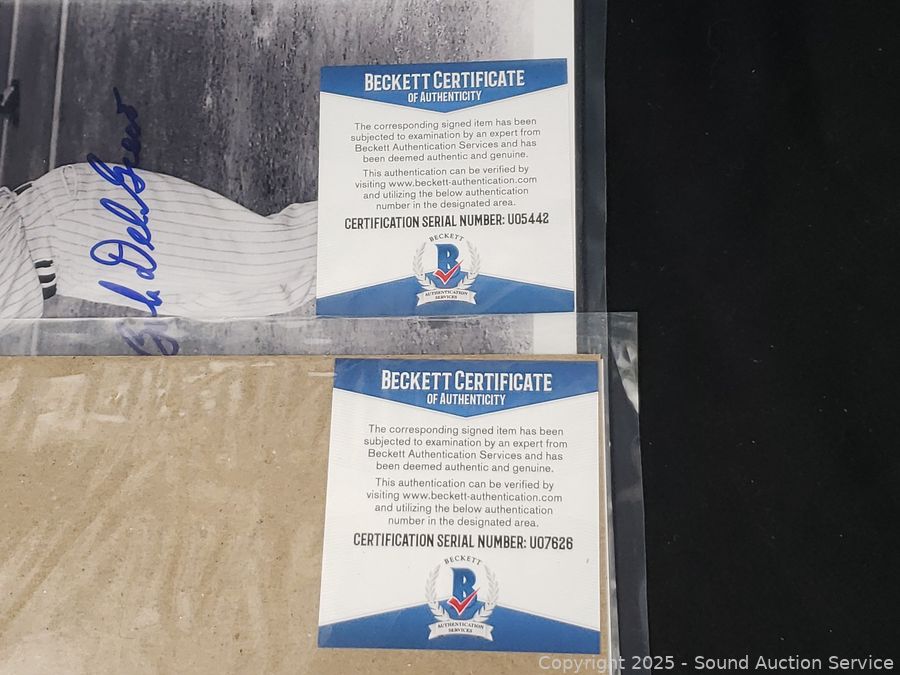 Bob Del Greco
BECKETT CERTIFICATE
OF AUTHENTICITY
The corresponding signed item has been
subjected to examination by an expert from
Beckett Authentication Services and has
been deemed authentic and genuine.
This authentication can be verified by
visiting www.beckett-authentication.com
and utilizing the below authentication
number in the designated area.
CERTIFICATION SERIAL NUMBER: U05442
BECKETT
B
AUTHENTICATION
SERVICES
BECKETT CERTIFICATE
OF AUTHENTICITY
The corresponding signed item has been
subjected to examination by an expert from
Beckett Authentication Services and has
been deemed authentic and genuine.
This authentication can be verified by
visiting www.beckett-authentication.com
and utilizing the below authentication
number in the designated area.
CERTIFICATION SERIAL NUMBER: U07626
BECKETT
B
AUTHENTICATION
SERVICES
Copyright 2025 - Sound Auction Service